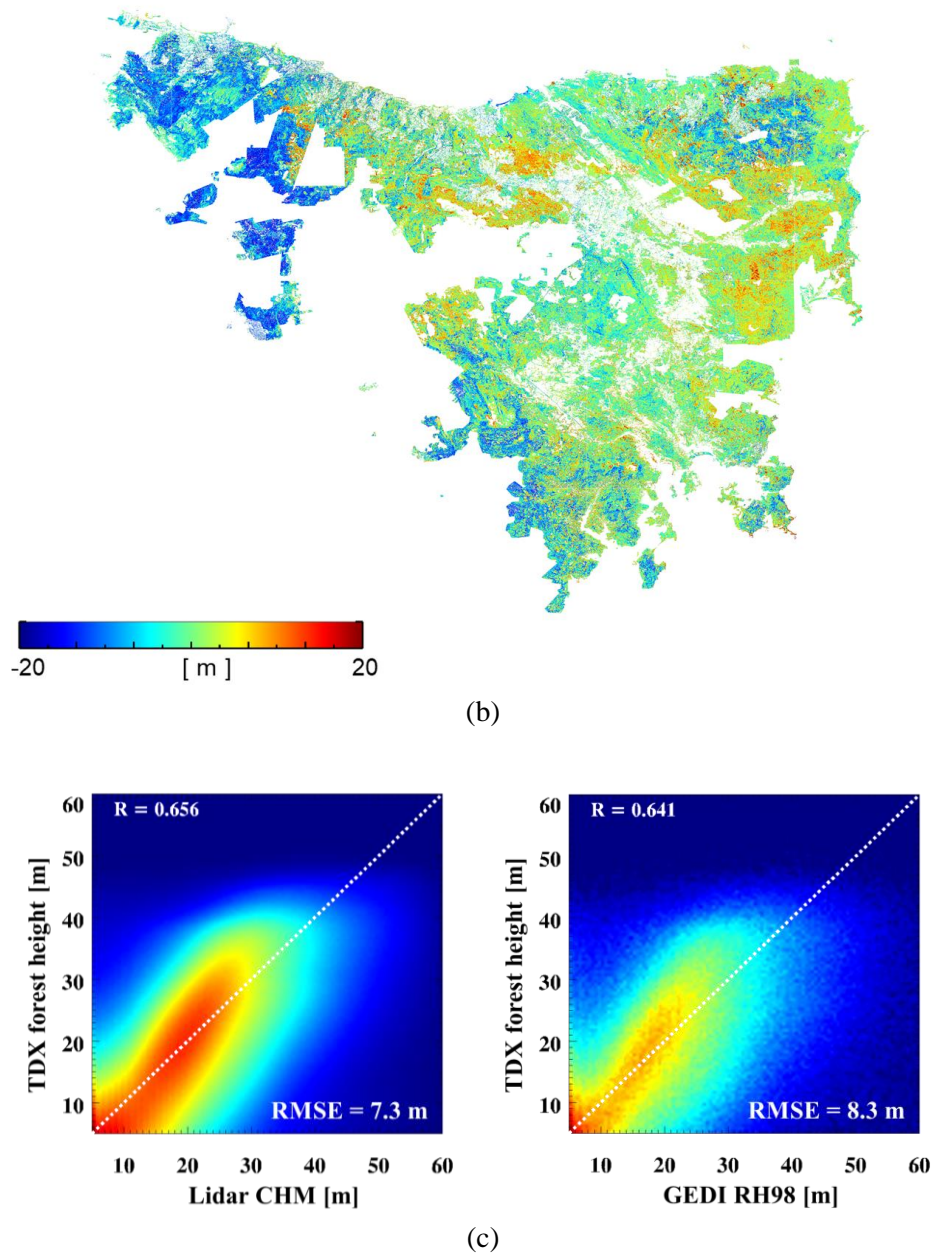 -20 [ m ] 20
(b)
60 R = 0.656
50
40
30
20
10
TDX forest height [m]
RMSE = 7.3 m
10 20 30 40 50 60
Lidar CHM [m]
60 R = 0.641
50
40
30
20
10
TDX forest height [m]
RMSE = 8.3 m
10 20 30 40 50 60
GEDI RH98 [m]
(c)